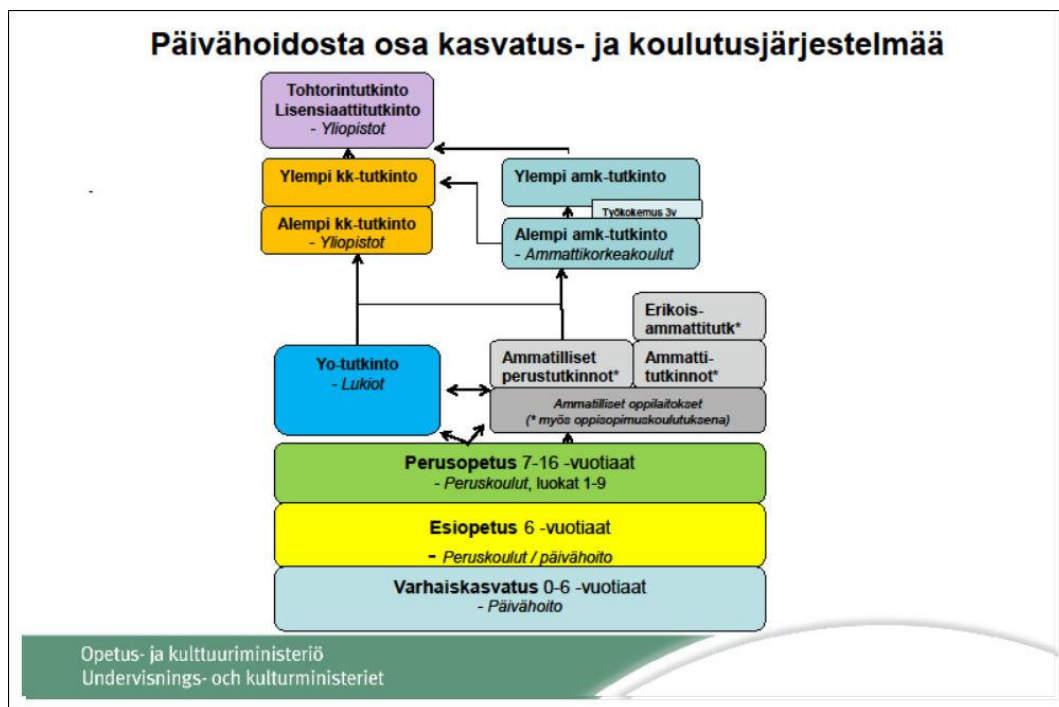 Päivähoidosta osa kasvatus- ja koulutusjärjestelmää
Tohtorintutkinto
Lisensiaattitutkinto
- Yliopistot
Ylempi kk-tutkinto
Ylempi amk-tutkinto
Työkokemus 3v
Alempi kk-tutkinto
- Yliopistot
Alempi amk-tutkinto
- Ammattikorkeakoulut
Erikois-
ammattitutk*
Yo-tutkinto
- Lukiot
Ammatilliset
perustutkinnot*
Ammatti-
tutkinnot*
Ammatilliset oppilaitokset
(* myös oppisopimuskoulutuksena)
Perusopetus 7-16 -vuotiaat
- Peruskoulut, luokat 1-9
Esiopetus 6 -vuotiaat
- Peruskoulut / päivähoito
Varhaiskasvatus 0-6 -vuotiaat
- Päivähoito
Opetus- ja kulttuuriministeriö
Undervisnings- och kulturministeriet